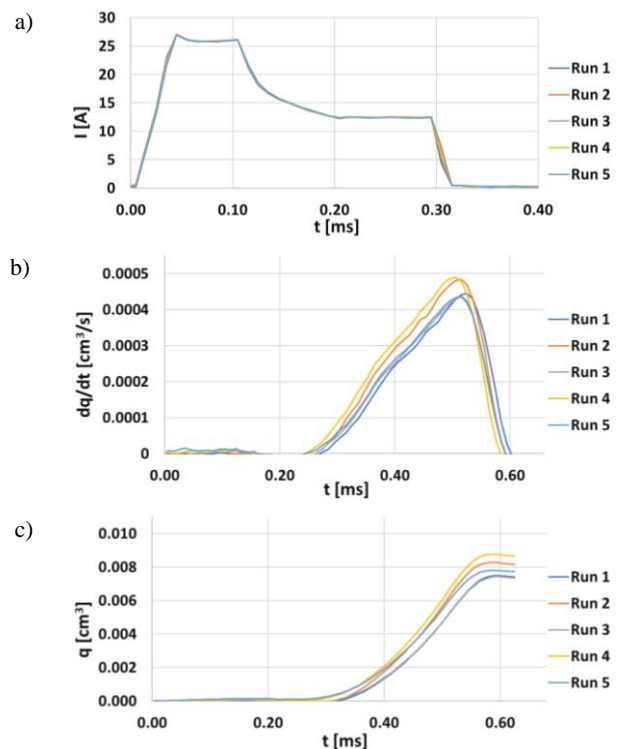 a)
I [A]
30
25
20
15
10
5
0
0.00 0.10 0.20 0.30 0.40
t [ms]
Run 1
Run 2
Run 3
Run 4
Run 5
b)
dq/dt [cm³/s]
0.0005
0.0004
0.0003
0.0002
0.0001
0
0.00 0.20 0.40 0.60
t [ms]
Run 1
Run 2
Run 3
Run 4
Run 5
c)
q [cm³]
0.010
0.008
0.006
0.004
0.002
0.000
0.00 0.20 0.40 0.60
t [ms]
Run 1
Run 2
Run 3
Run 4
Run 5